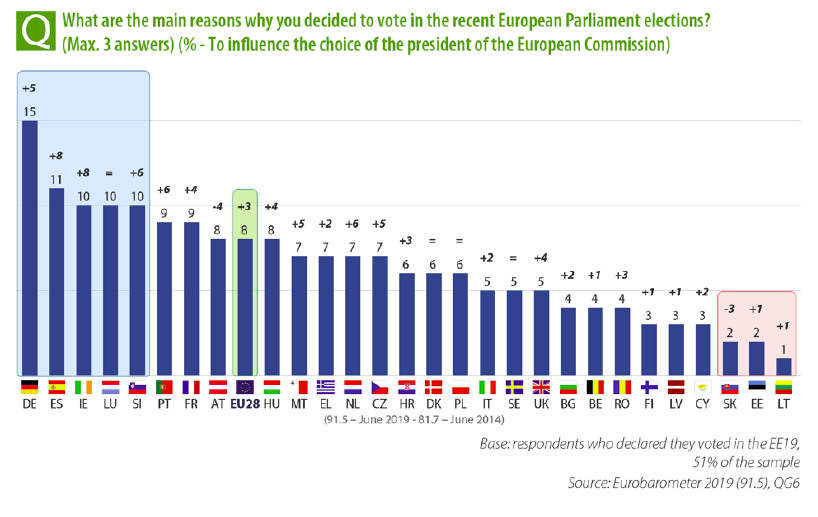 Q
What are the main reasons why you decided to vote in the recent European Parliament elections?
(Max. 3 answers) (% - To influence the choice of the president of the European Commission)
+5 +8 +8 = +6 +6 +4 -4 +3 +4 +5 +2 +6 +5 +3 = = +2 = +4 +2 +1 +3 +1 +1 +2 -3 +1 +1
15 11 10 10 10 9 9 8 8 8 7 7 7 7 6 6 6 5 5 5 4 4 4 3 3 3 2 2 1
DE ES IE LU SI PT FR AT EU28 HU MT EL NL CZ HR DK PL IT SE UK BG BE RO FI LV CY SK EE LT
(91.5 – June 2019 - 81.7 – June 2014)
Base: respondents who declared they voted in the EE19,
51% of the sample
Source: Eurobarometer 2019 (91.5), QG6